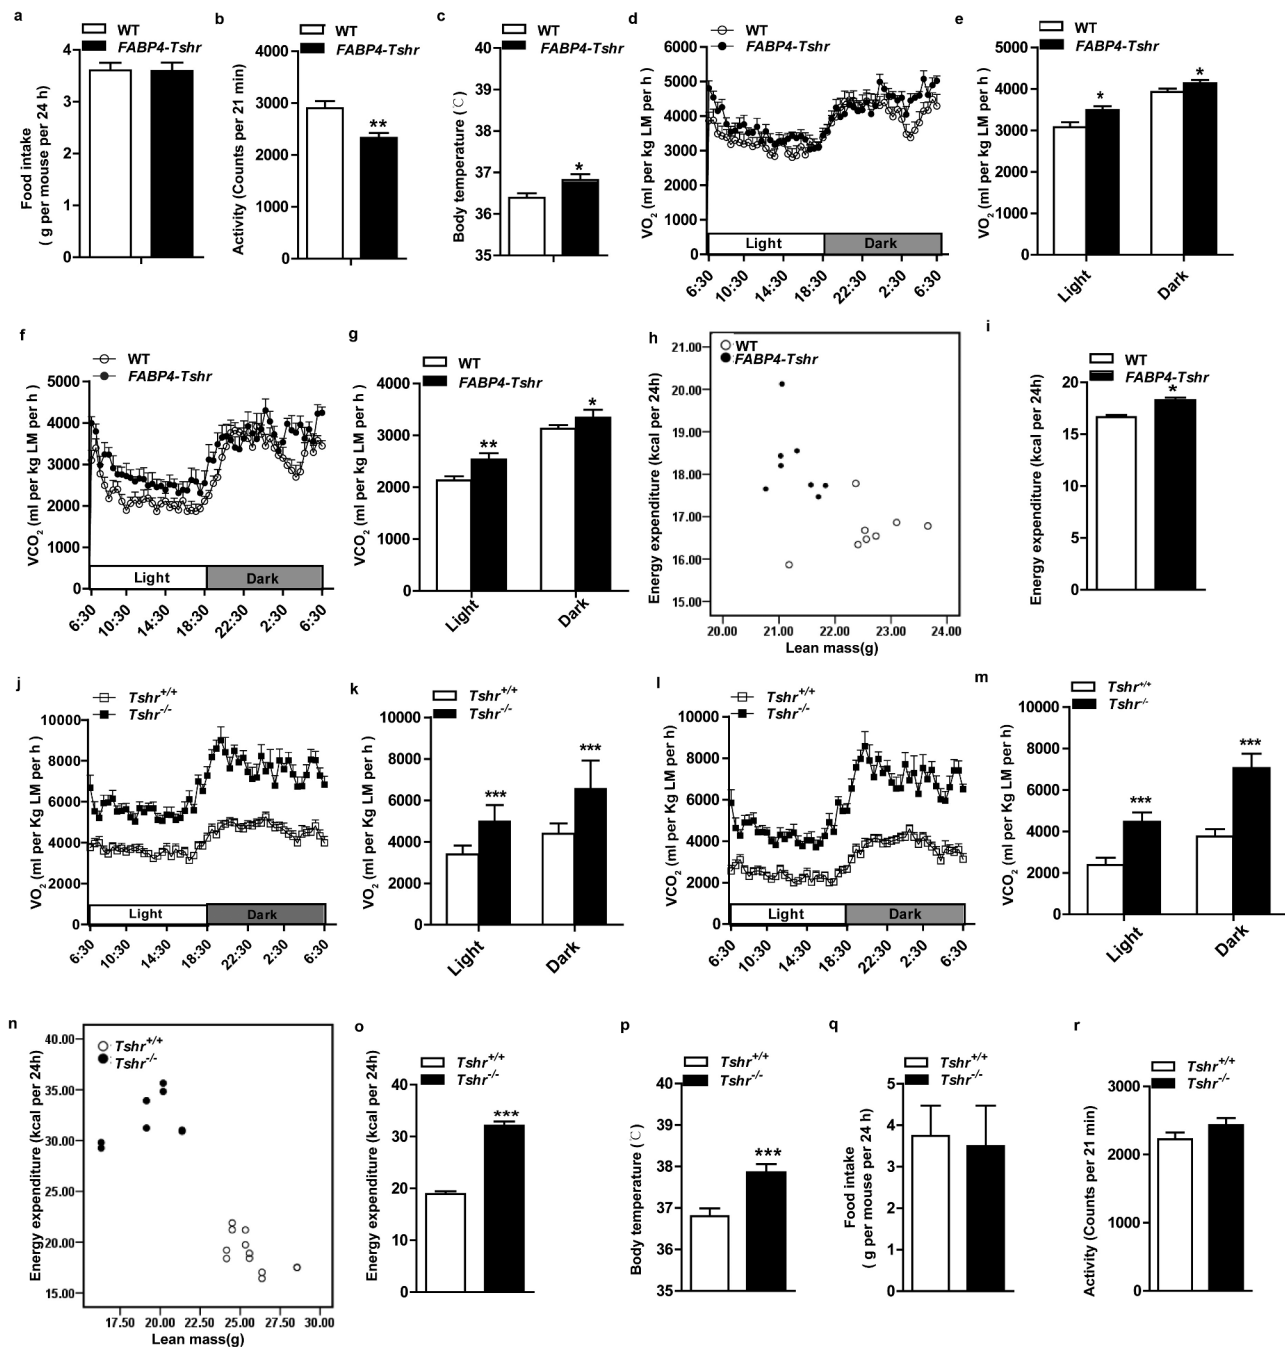 a
WT
FABP4-Tshr
Food intake
( g per mouse per 24 h)
4
3
2
1
0
b
WT
FABP4-Tshr
Activity (Counts per 21 min)
4000
3000
2000
1000
0
**
c
WT
FABP4-Tshr
Body temperature (℃)
40
39
38
37
36
35
*
d
WT
FABP4-Tshr
VO2 (ml per kg LM per h)
6000
5000
4000
3000
2000
1000
0
Light
Dark
6:30
10:30
14:30
18:30
22:30
2:30
6:30
e
WT
FABP4-Tshr
VO2 (ml per kg LM per h)
5000
4000
3000
2000
1000
0
*
*
Light
Dark
f
WT
FABP4-Tshr
VCO2 (ml per kg LM per h )
5000
4000
3000
2000
1000
0
Light
Dark
6:30
10:30
14:30
18:30
22:30
2:30
6:30
g
WT
FABP4-Tshr
VCO2 (ml per kg LM per h )
4000
3000
2000
1000
0
**
*
Light
Dark
h
WT
FABP4-Tshr
Energy expenditure (kcal per 24h)
21.00
20.00
19.00
18.00
17.00
16.00
15.00
20.00
21.00
22.00
23.00
24.00
Lean mass(g)
i
WT
FABP4-Tshr
Energy expenditure (kcal per 24h)
20
15
10
5
0
*
j
Tshr+/+
Tshr-/-
VO2 (ml per Kg LM per h )
10000
8000
6000
4000
2000
0
Light
Dark
6:30
10:30
14:30
18:30
22:30
2:30
6:30
k
Tshr+/+
Tshr-/-
VO2 (ml per Kg LM per h )
10000
8000
6000
4000
2000
0
***
***
Light
Dark
l
Tshr+/+
Tshr-/-
VCO2 (ml per Kg LM per h)
10000
8000
6000
4000
2000
0
Light
Dark
6:30
10:30
14:30
18:30
22:30
2:30
6:30
m
Tshr+/+
Tshr-/-
VCO2 (ml per Kg LM per h)
10000
8000
6000
4000
2000
0
***
***
Light
Dark
n
Tshr+/+
Tshr-/-
Energy expenditure (kcal per 24h)
40.00
35.00
30.00
25.00
20.00
15.00
17.50
20.00
22.50
25.00
27.50
30.00
Lean mass(g)
o
Tshr+/+
Tshr-/-
Energy expenditure (kcal per 24h)
40
30
20
10
0
***
p
Tshr+/+
Tshr-/-
Body temperature (℃)
40
39
38
37
36
35
***
q
Tshr+/+
Tshr-/-
Food intake
( g per mouse per 24 h)
5
4
3
2
1
0
r
Tshr+/+
Tshr-/-
Activity (Counts per 21 min)
3000
2000
1000
0